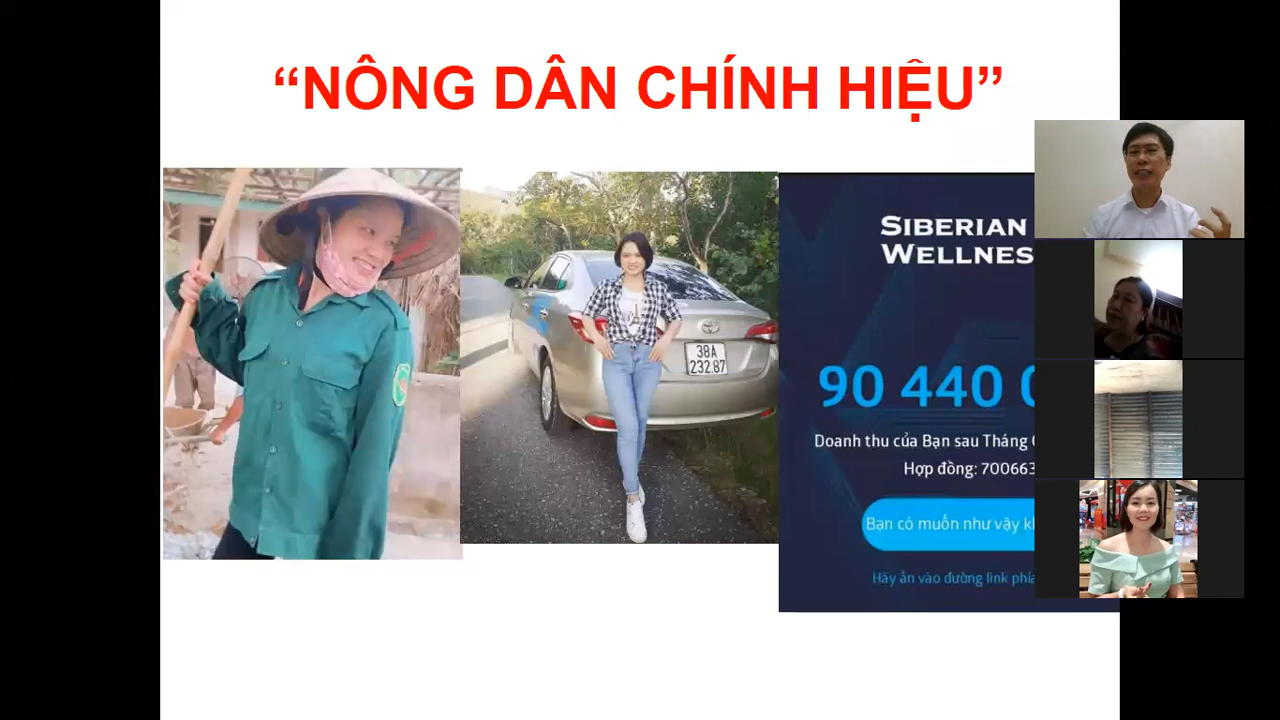 “NÔNG DÂN CHÍNH HIỆU”
38A
232.87
SIBERIAN
WELLNES
90 440
Doanh thu của Bạn sau Tháng
Hợp đồng: 700663
Bạn có muốn như vậy
Hãy ấn vào đường link phía